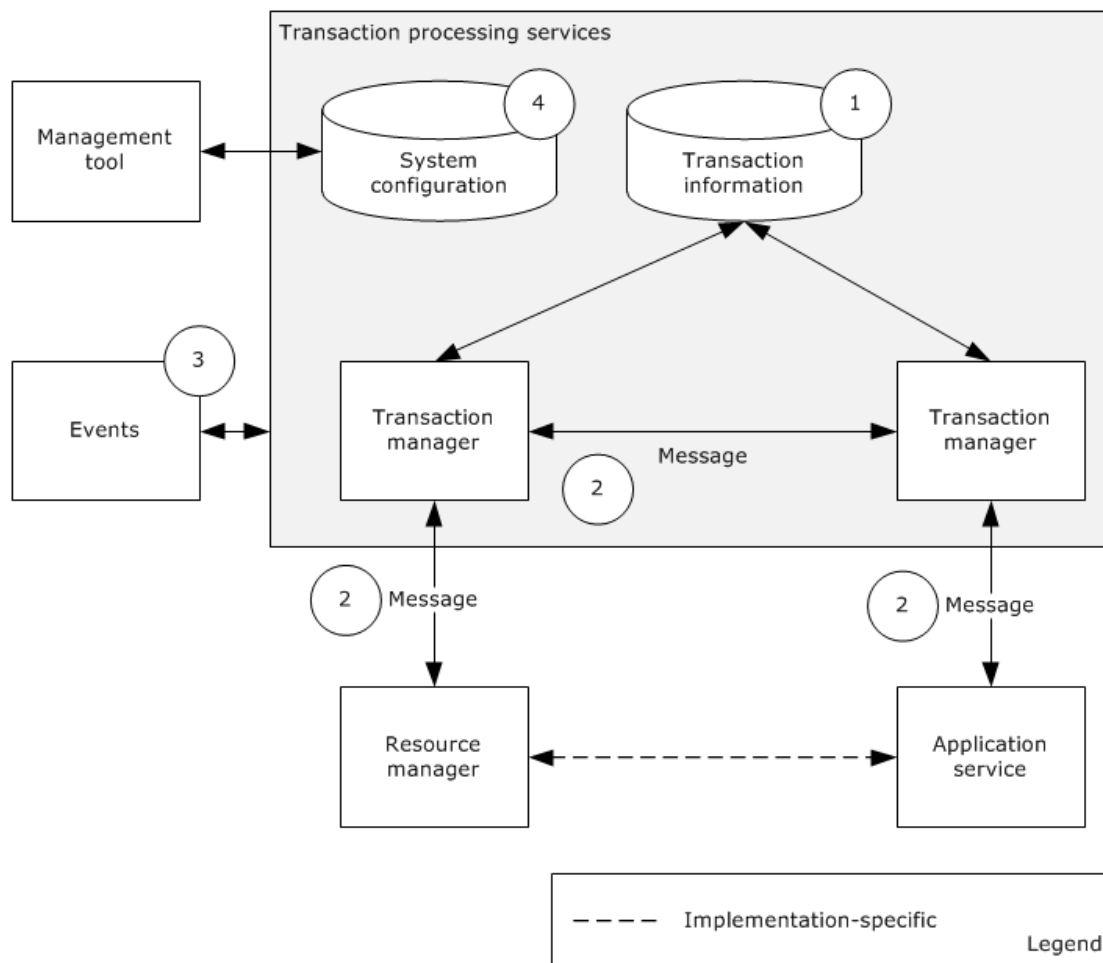 Transaction processing services
4
1
Management
tool
System
configuration
Transaction
information
3
Events
Transaction
manager
Transaction
manager
Message
2
2
Message
2
Message
Resource
manager
Application
service
Implementation-specific
Legend